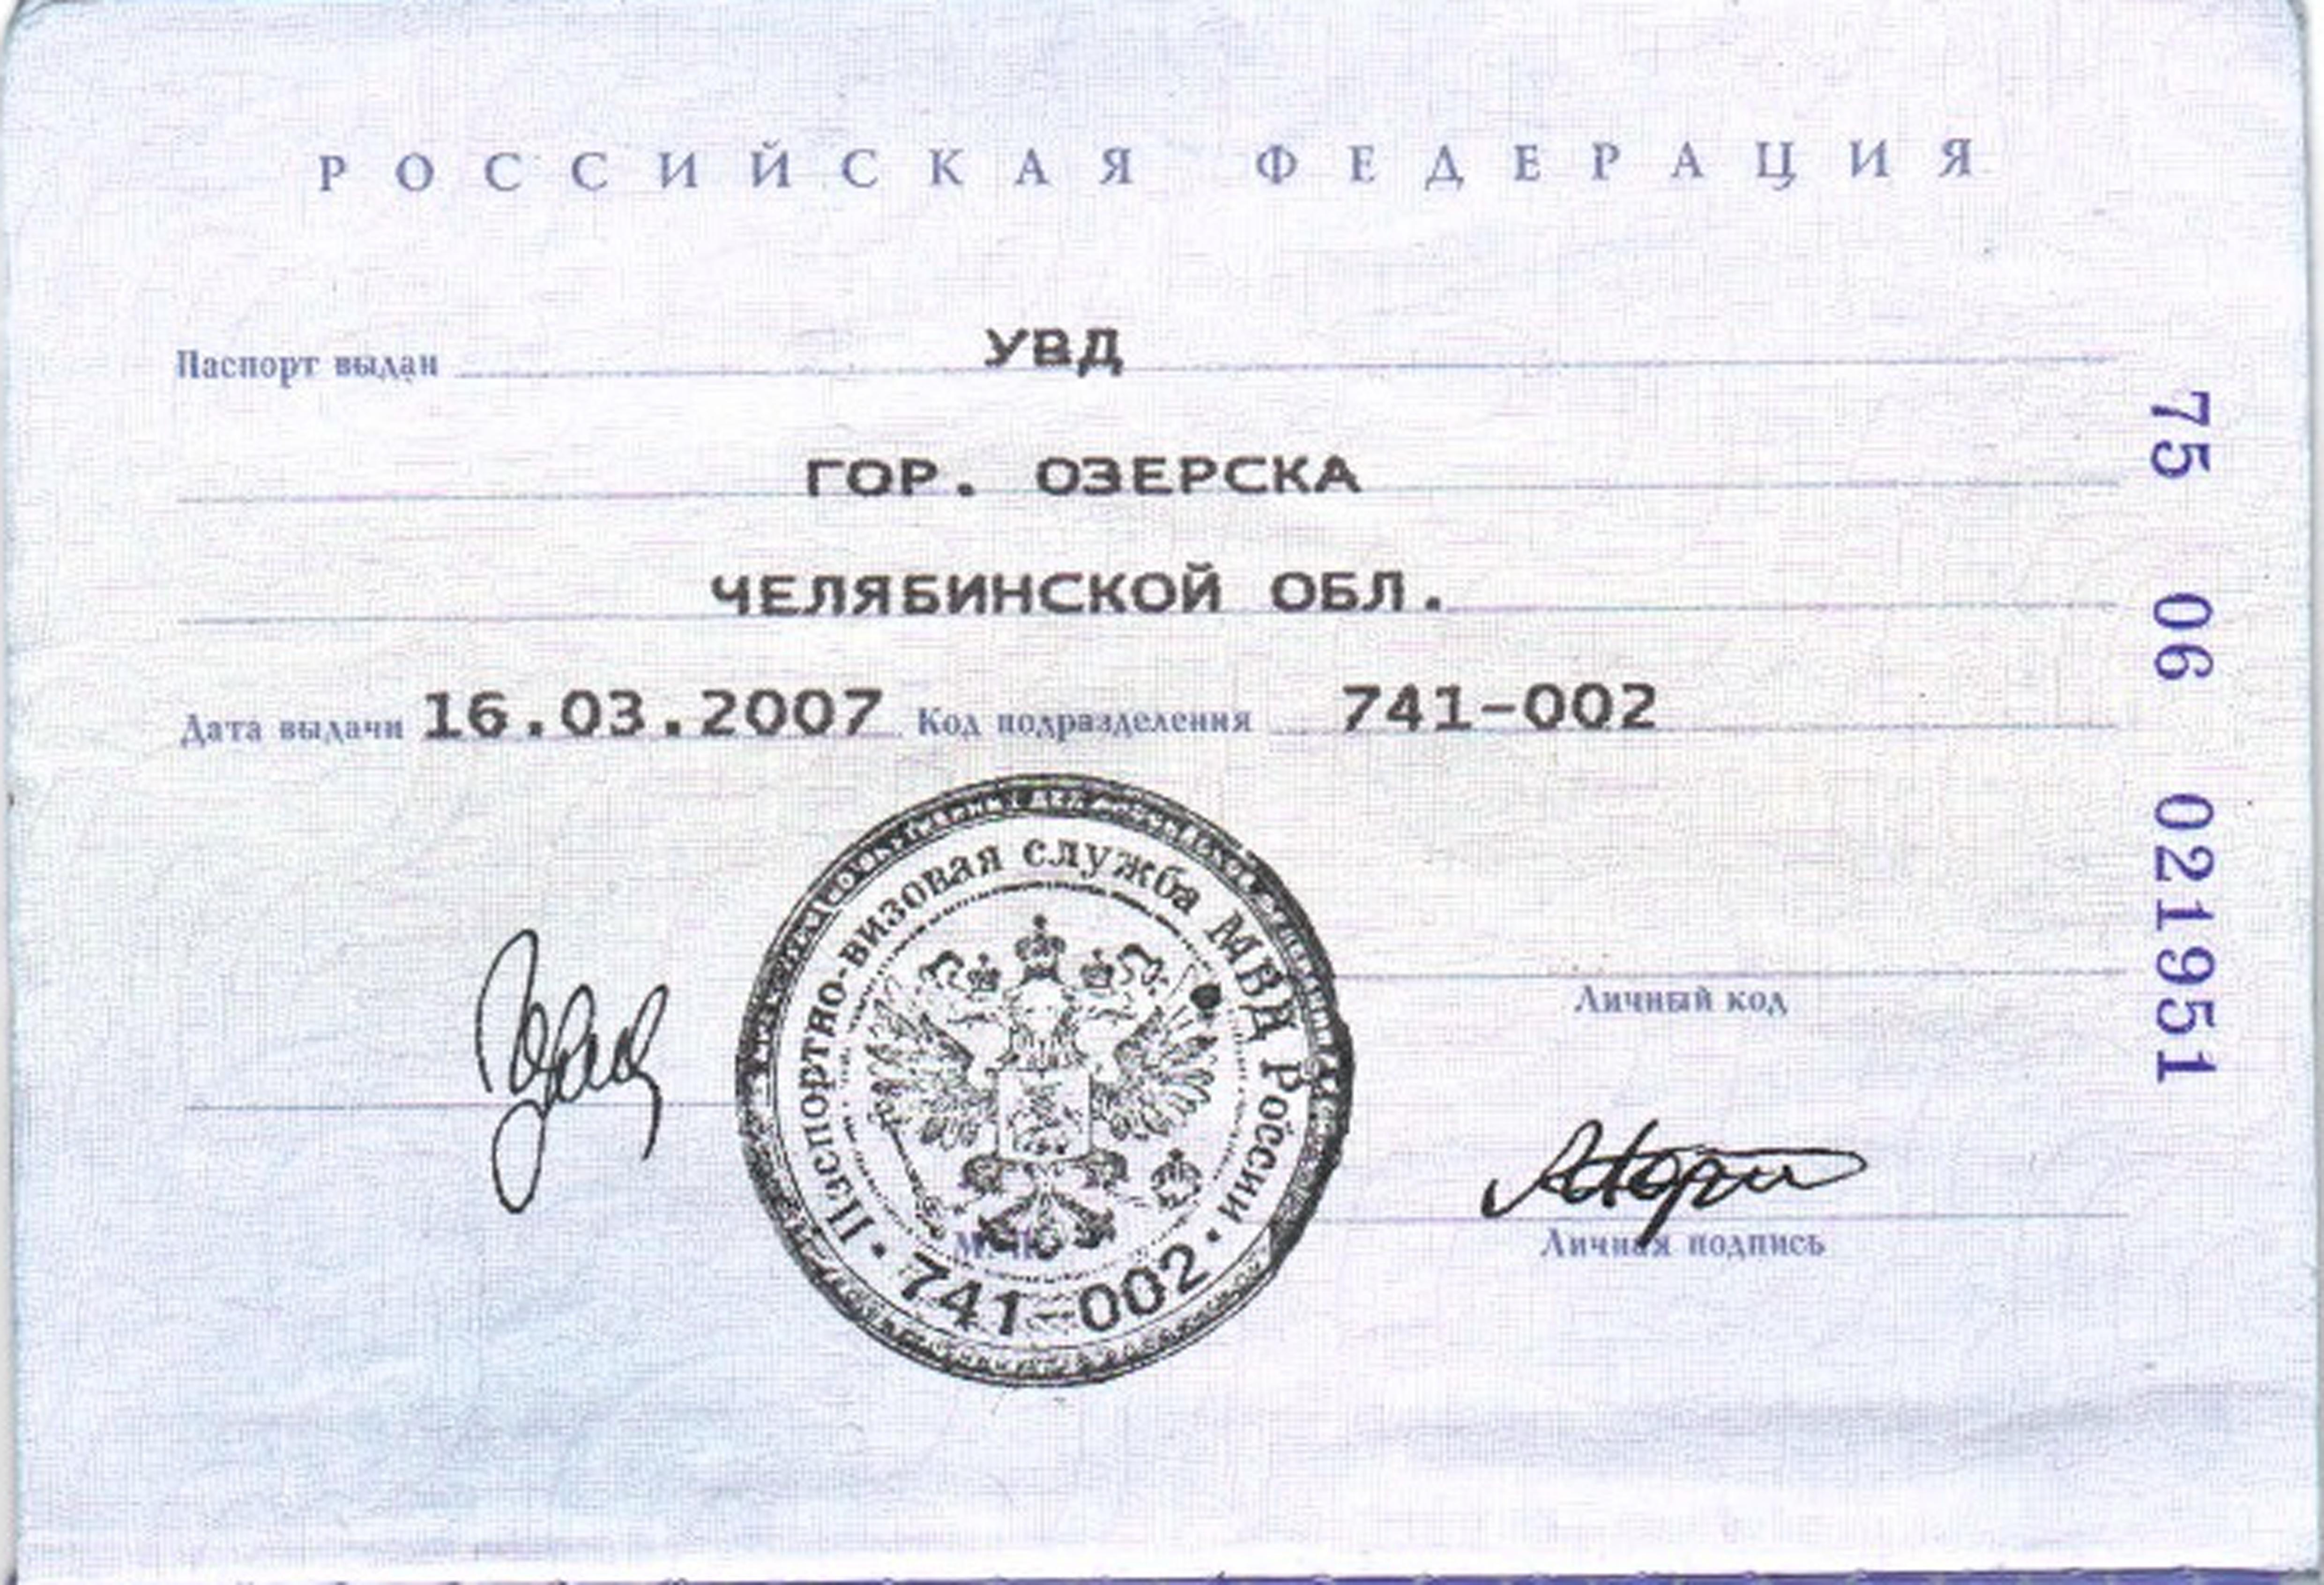 РОССИЙСКАЯ ФЕДЕРАЦИЯ
Паспорт выдан УВД
ГОР. ОЗЕРСКА
ЧЕЛЯБИНСКОЙ ОБЛ.
Дата выдачи 16.03.2007 Код подразделения 741-002
75 06 021951
Паспортно-визовая служба МВД России
741-002
Личный код
Личная подпись